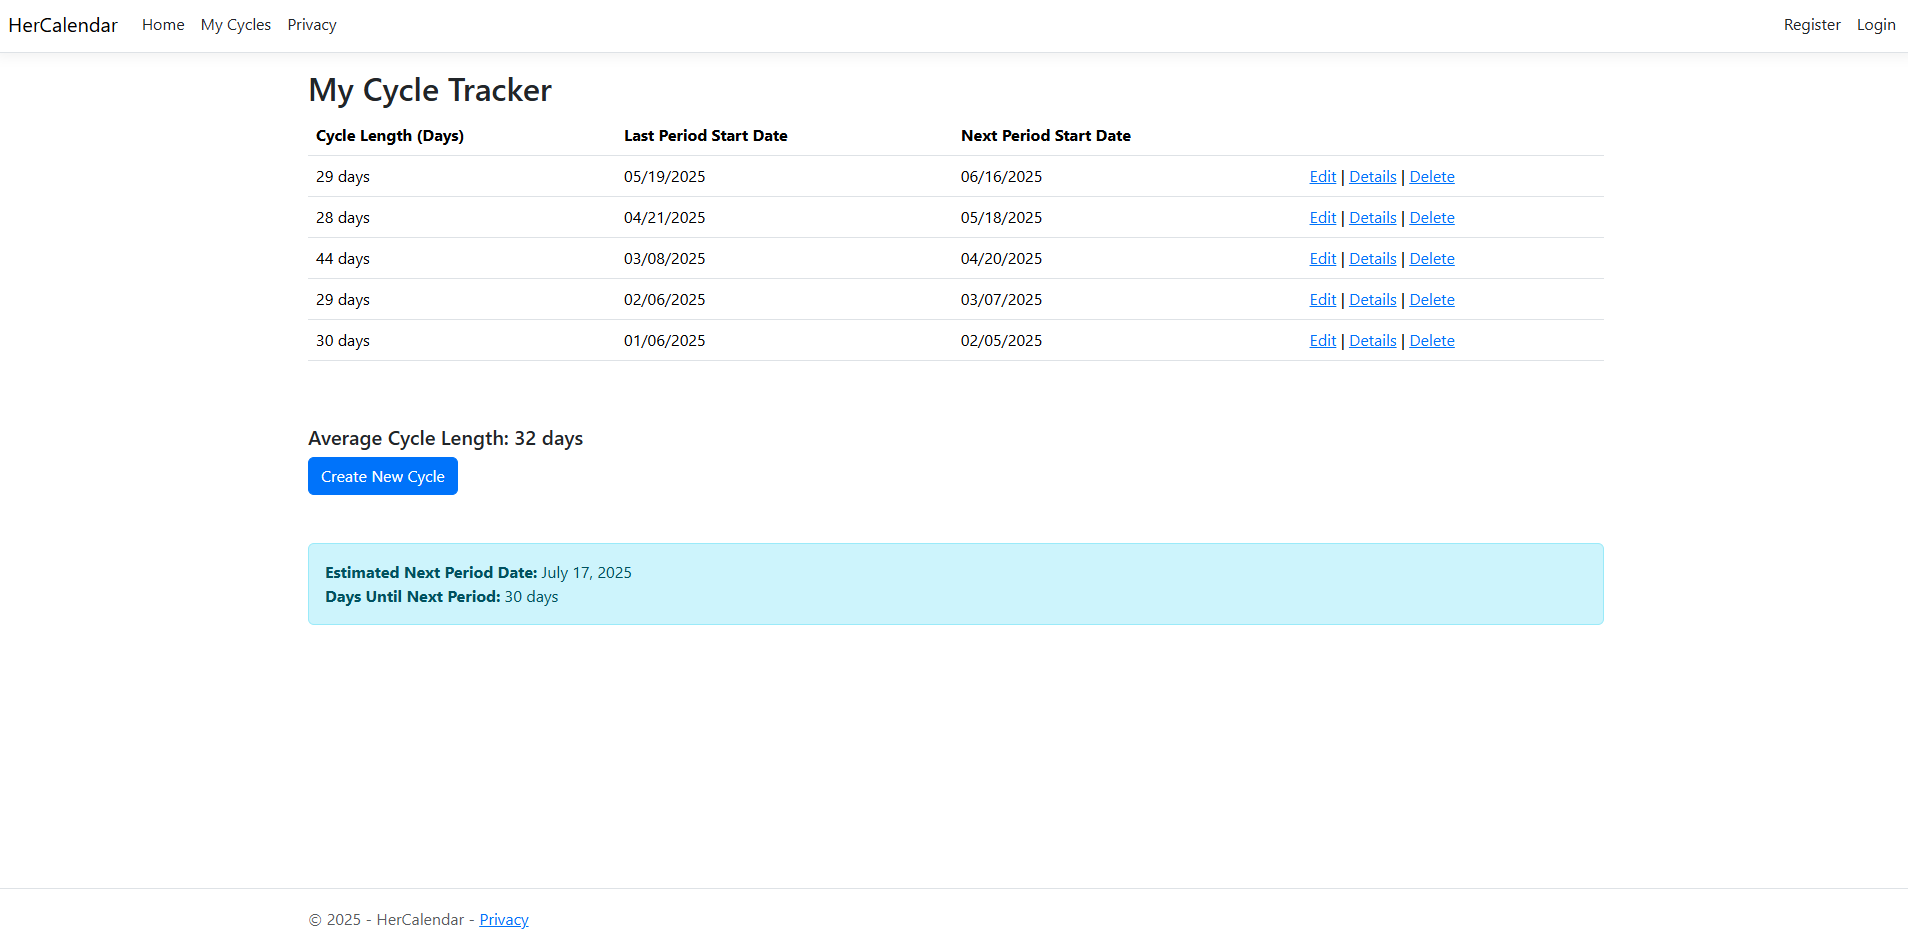 HerCalendar Home My Cycles Privacy Register Login
My Cycle Tracker
Cycle Length (Days) Last Period Start Date Next Period Start Date
29 days 05/19/2025 06/16/2025 Edit | Details | Delete
28 days 04/21/2025 05/18/2025 Edit | Details | Delete
44 days 03/08/2025 04/20/2025 Edit | Details | Delete
29 days 02/06/2025 03/07/2025 Edit | Details | Delete
30 days 01/06/2025 02/05/2025 Edit | Details | Delete
Average Cycle Length: 32 days
Create New Cycle
Estimated Next Period Date: July 17, 2025
Days Until Next Period: 30 days
© 2025 - HerCalendar - Privacy